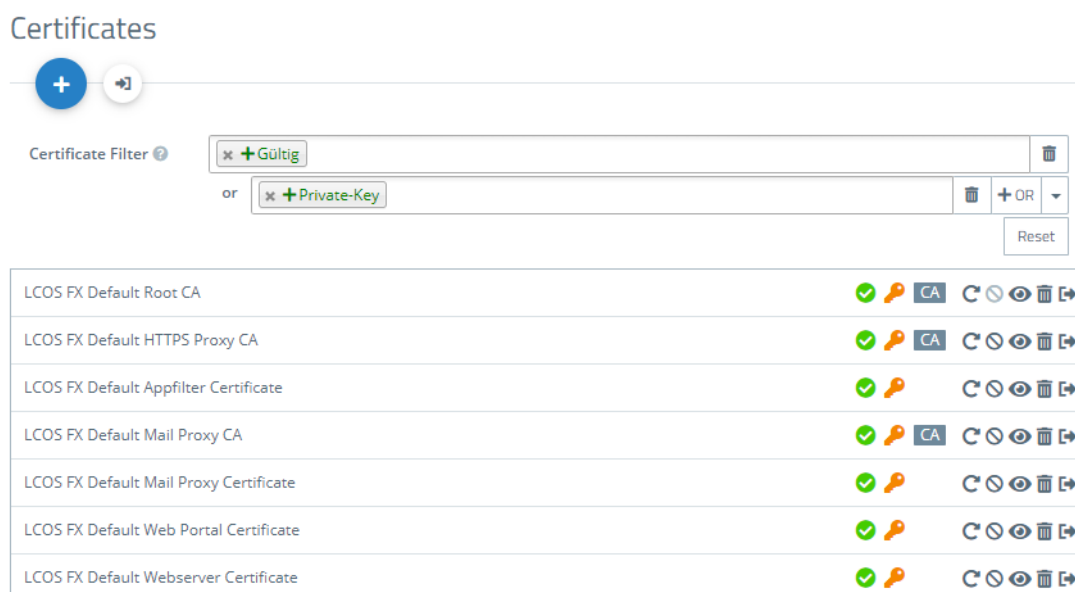 Certificates
Certificate Filter
Gültig
or
Private-Key
OR
Reset
LCOS FX Default Root CA
CA
LCOS FX Default HTTPS Proxy CA
CA
LCOS FX Default Appfilter Certificate
LCOS FX Default Mail Proxy CA
CA
LCOS FX Default Mail Proxy Certificate
LCOS FX Default Web Portal Certificate
LCOS FX Default Webserver Certificate